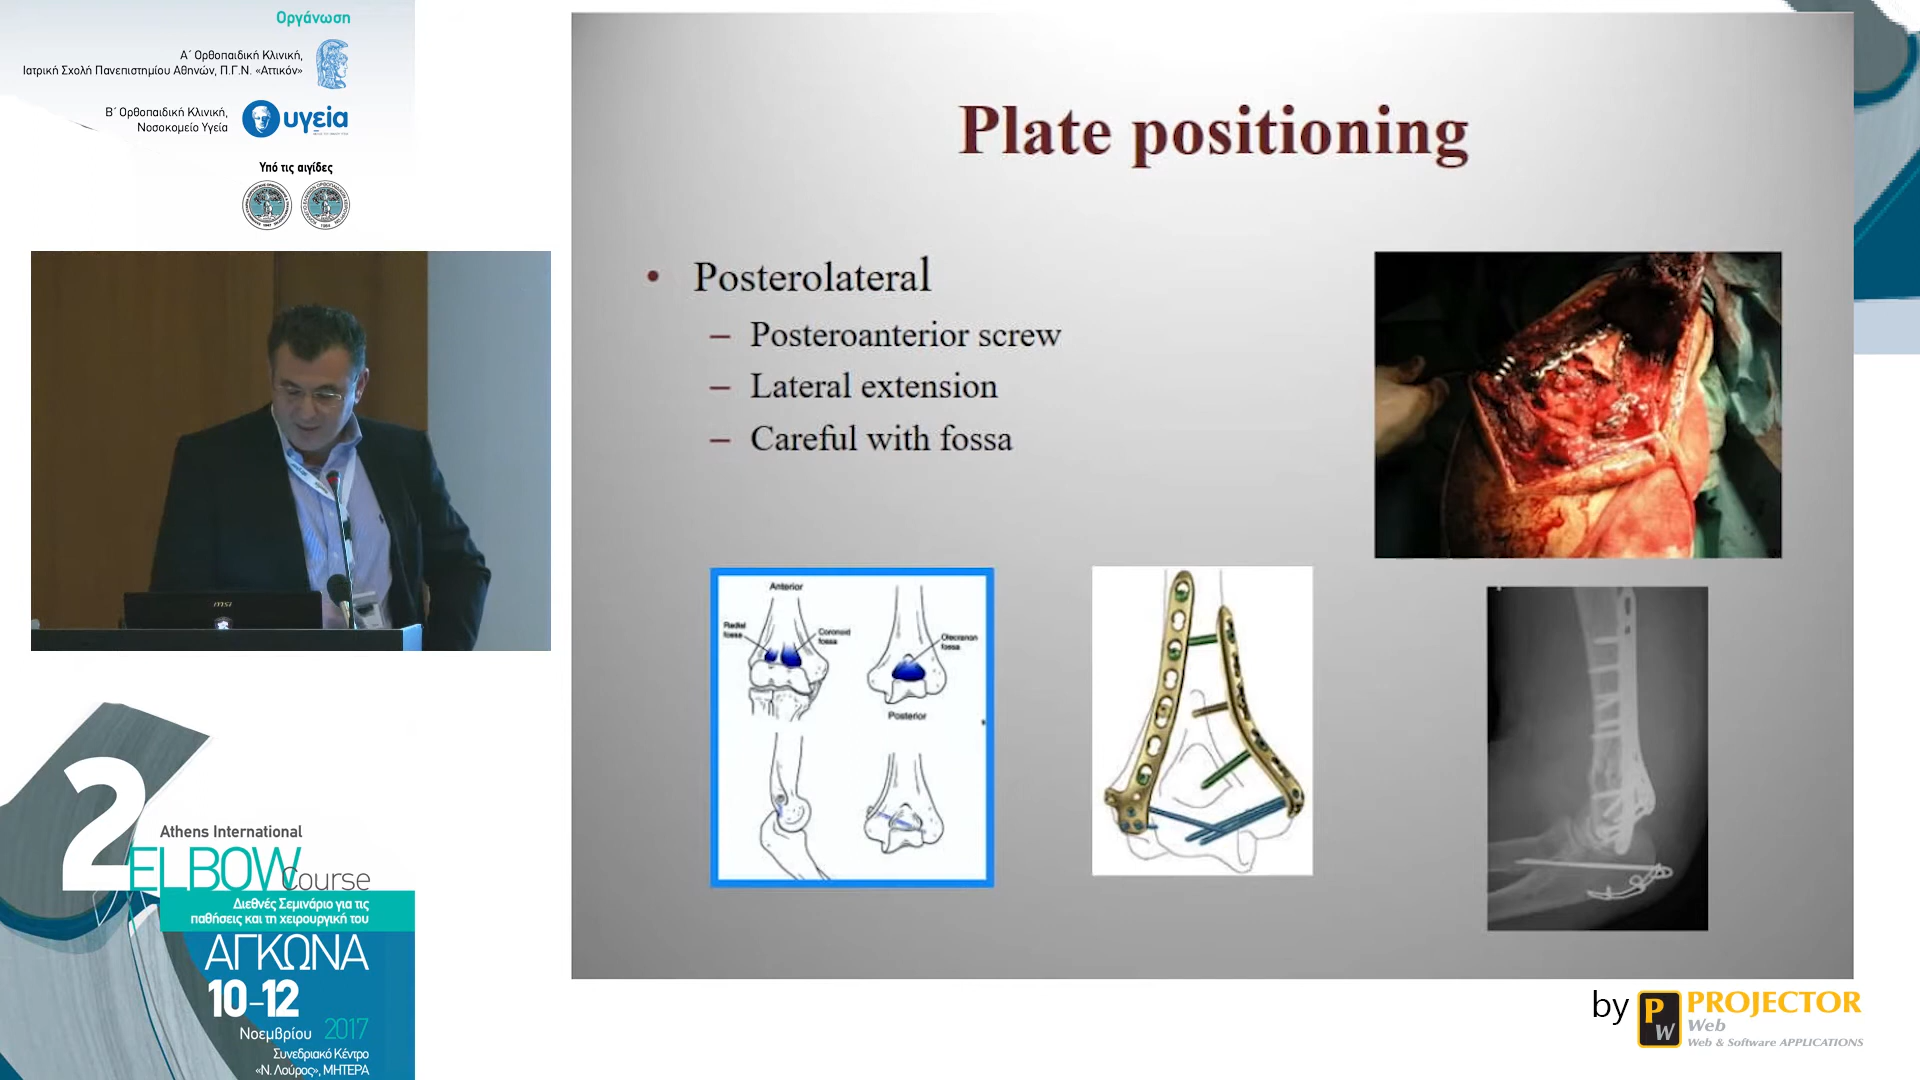 Οργάνωση
Α΄ Ορθοπαιδική Κλινική,
Ιατρική Σχολή Πανεπιστημίου Αθηνών, Π.Γ.Ν. «Αττικόν»
Β΄ Ορθοπαιδική Κλινική,
Νοσοκομείο Υγεία
υγεία
Υπό τις αιγίδες
msi
2
Athens International
ELBOW Course
Διεθνές Σεμινάριο για τις
παθήσεις και τη χειρουργική του
ΑΓΚΩΝΑ
10-12
Νοεμβρίου 2017
Συνεδριακό Κέντρο
«Ν. Λούρος», ΜΗΤΕΡΑ
Plate positioning
• Posterolateral
– Posteroanterior screw
– Lateral extension
– Careful with fossa
Anterior
Radial
fossa
Coronoid
fossa
Olecranon
fossa
Posterior
by PW PROJECTOR
Web
Web & Software APPLICATIONS